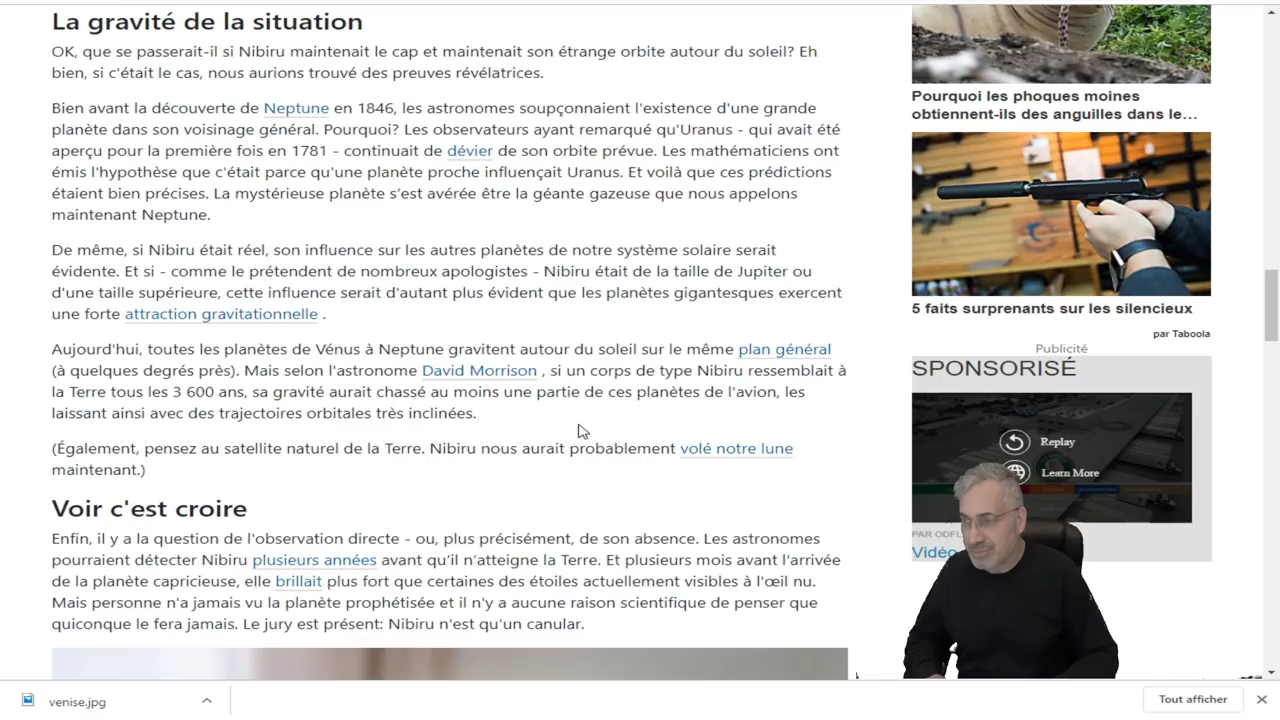 La gravité de la situation
OK, que se passerait-il si Nibiru maintenait le cap et maintenait son étrange orbite autour du soleil? Eh
bien, si c'était le cas, nous aurions trouvé des preuves révélatrices.
Bien avant la découverte de Neptune en 1846, les astronomes soupçonnaient l'existence d'une grande
planète dans son voisinage général. Pourquoi? Les observateurs ayant remarqué qu'Uranus - qui avait été
aperçu pour la première fois en 1781 - continuait de dévier de son orbite prévue. Les mathématiciens ont
émis l'hypothèse que c'était parce qu'une planète proche influençait Uranus. Et voilà que ces prédictions
étaient bien précises. La mystérieuse planète s’est avérée être la géante gazeuse que nous appelons
maintenant Neptune.
De même, si Nibiru était réel, son influence sur les autres planètes de notre système solaire serait
évidente. Et si - comme le prétendent de nombreux apologistes - Nibiru était de la taille de Jupiter ou
d'une taille supérieure, cette influence serait d'autant plus évident que les planètes gigantesques exercent
une forte attraction gravitationnelle .
Aujourd'hui, toutes les planètes de Vénus à Neptune gravitent autour du soleil sur le même plan général
(à quelques degrés près). Mais selon l'astronome David Morrison , si un corps de type Nibiru ressemblait à
la Terre tous les 3 600 ans, sa gravité aurait chassé au moins une partie de ces planètes de l'avion, les
laissant ainsi avec des trajectoires orbitales très inclinées.
(Également, pensez au satellite naturel de la Terre. Nibiru nous aurait probablement volé notre lune
maintenant.)
Voir c'est croire
Enfin, il y a la question de l'observation directe - ou, plus précisément, de son absence. Les astronomes
pourraient détecter Nibiru plusieurs années avant qu’il n’atteigne la Terre. Et plusieurs mois avant l'arrivée
de la planète capricieuse, elle brillait plus fort que certaines des étoiles actuellement visibles à l'œil nu.
Mais personne n'a jamais vu la planète prophétisée et il n'y a aucune raison scientifique de penser que
quiconque le fera jamais. Le jury est présent: Nibiru n'est qu'un canular.
Pourquoi les phoques moines
obtiennent-ils des anguilles dans le...
5 faits surprenants sur les silencieux
par Taboola
Publicité
SPONSORISÉ
Replay
Learn More
PAR ODFL
Vidéo
venise.jpg
Tout afficher